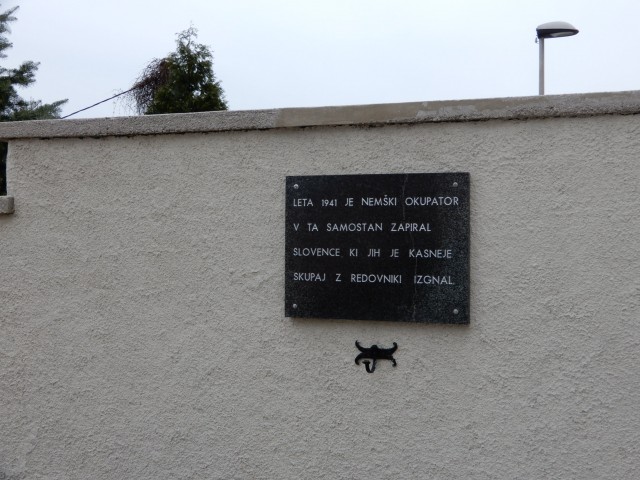 LETA 1941 JE NEMŠKI OKUPATOR
V TA SAMOSTAN ZAPIRAL
SLOVENCE KI JIH JE KASNEJE
SKUPAJ Z REDOVNIKI IZGNAL.